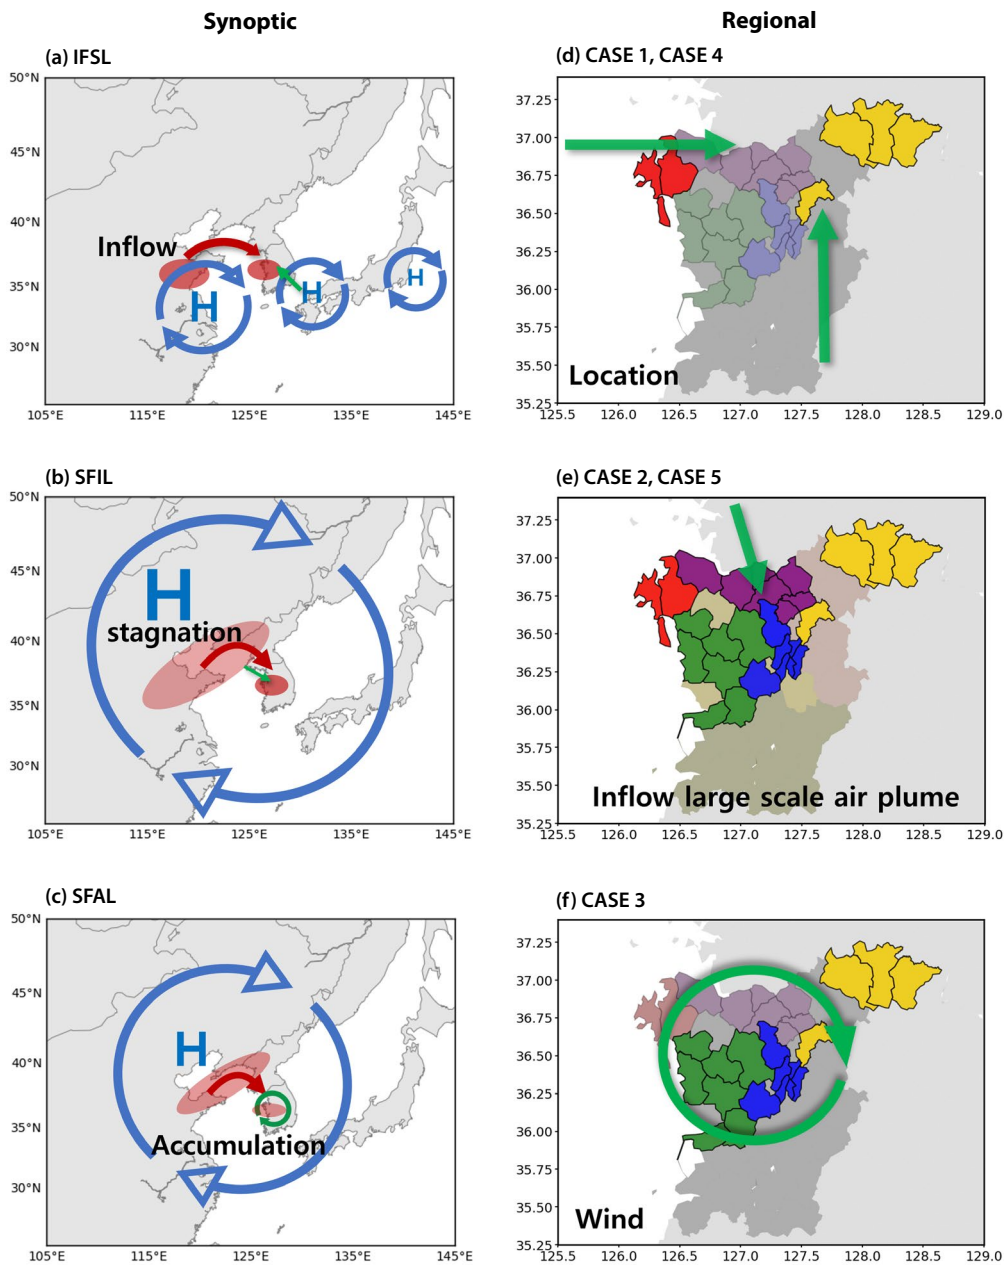 Synoptic
Regional
(a) IFSL
50°N
45°N
40°N
35°N
30°N
105°E 115°E 125°E 135°E 145°E
Inflow
H
H
H
(d) CASE 1, CASE 4
37.25
37.00
36.75
36.50
36.25
36.00
35.75
35.50
35.25
125.5 126.0 126.5 127.0 127.5 128.0 128.5 129.0
Location
(b) SFIL
50°N
45°N
40°N
35°N
30°N
105°E 115°E 125°E 135°E 145°E
H
stagnation
(e) CASE 2, CASE 5
37.25
37.00
36.75
36.50
36.25
36.00
35.75
35.50
35.25
125.5 126.0 126.5 127.0 127.5 128.0 128.5 129.0
Inflow large scale air plume
(c) SFAL
50°N
45°N
40°N
35°N
30°N
105°E 115°E 125°E 135°E 145°E
H
Accumulation
(f) CASE 3
37.25
37.00
36.75
36.50
36.25
36.00
35.75
35.50
35.25
125.5 126.0 126.5 127.0 127.5 128.0 128.5 129.0
Wind